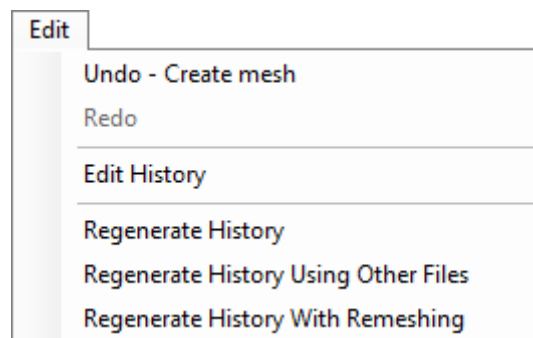 Edit
Undo - Create mesh
Redo
Edit History
Regenerate History
Regenerate History Using Other Files
Regenerate History With Remeshing